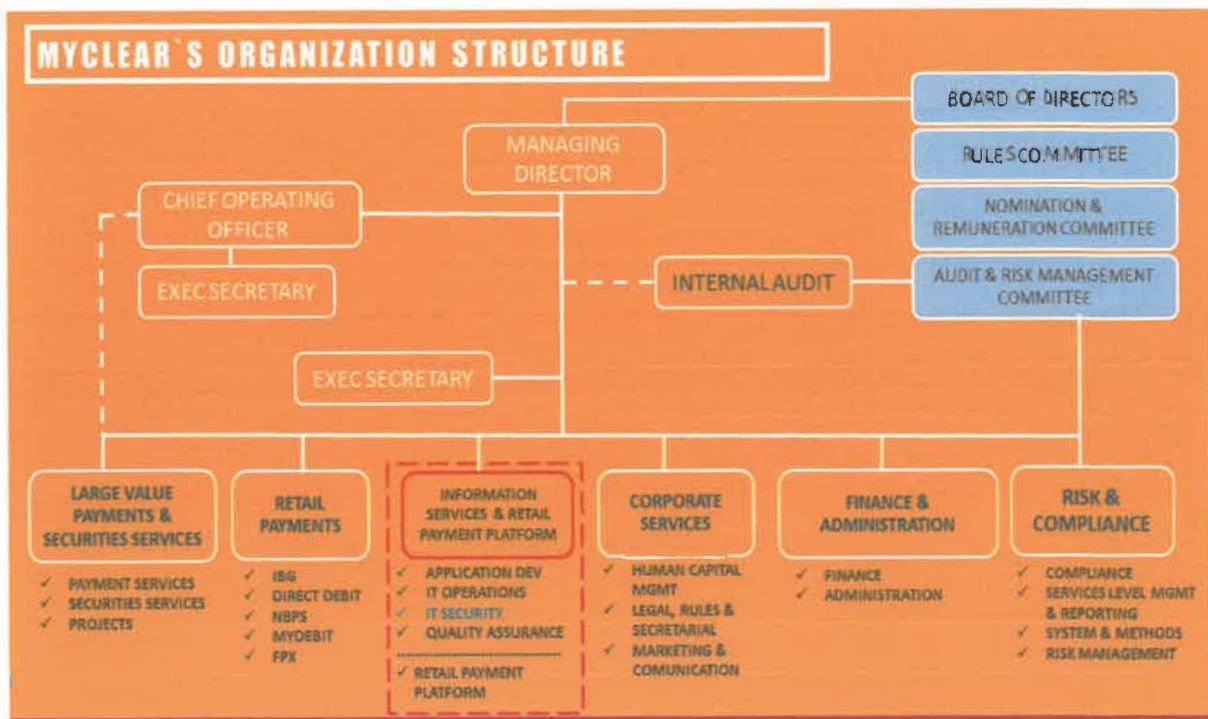 MYCLEAR`S ORGANIZATION STRUCTURE
BOARD OF DIRECTORS
MANAGING
DIRECTOR
RULES COMMITTEE
CHIEF OPERATING
OFFICER
NOMINATION &
REMUNERATION COMMITTEE
EXEC SECRETARY
INTERNAL AUDIT
AUDIT & RISK MANAGEMENT
COMMITTEE
EXEC SECRETARY
LARGE VALUE
PAYMENTS &
SECURITIES SERVICES
✓ PAYMENT SERVICES
✓ SECURITIES SERVICES
✓ PROJECTS
RETAIL
PAYMENTS
✓ IBG
✓ DIRECT DEBIT
✓ NBPS
✓ MYDEBIT
✓ FPX
INFORMATION
SERVICES & RETAIL
PAYMENT PLATFORM
✓ APPLICATION DEV
✓ IT OPERATIONS
✓ IT SECURITY
✓ QUALITY ASSURANCE
✓ RETAIL PAYMENT
PLATFORM
CORPORATE
SERVICES
✓ HUMAN CAPITAL
MGMT
✓ LEGAL, RULES &
SECRETARIAL
✓ MARKETING &
COMUNICATION
FINANCE &
ADMINISTRATION
✓ FINANCE
✓ ADMINISTRATION
RISK &
COMPLIANCE
✓ COMPLIANCE
✓ SERVICES LEVEL MGMT
& REPORTING
✓ SYSTEM & METHODS
✓ RISK MANAGEMENT